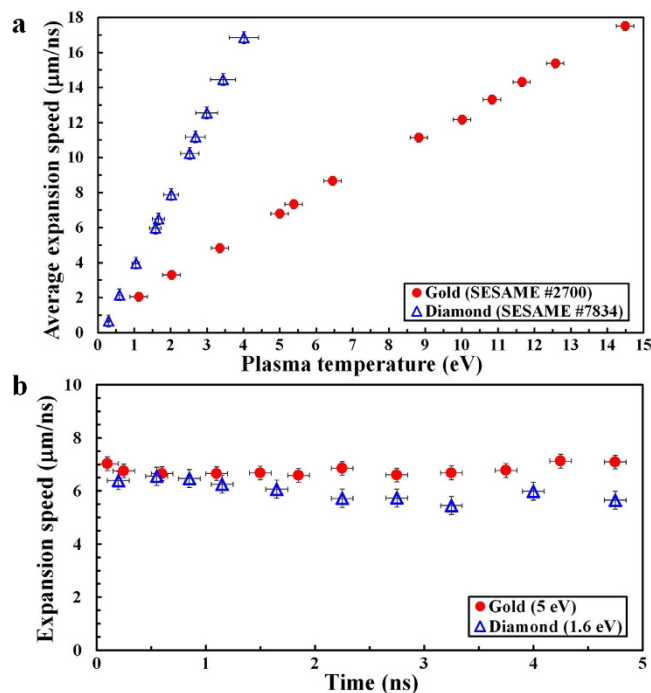 a
Average expansion speed (μm/ns)
18
16
14
12
10
8
6
4
2
0
Gold (SESAME #2700)
Diamond (SESAME #7834)
0 1 2 3 4 5 6 7 8 9 10 11 12 13 14 15
Plasma temperature (eV)
b
Expansion speed (μm/ns)
10
8
6
4
2
0
Gold (5 eV)
Diamond (1.6 eV)
0 1 2 3 4 5
Time (ns)